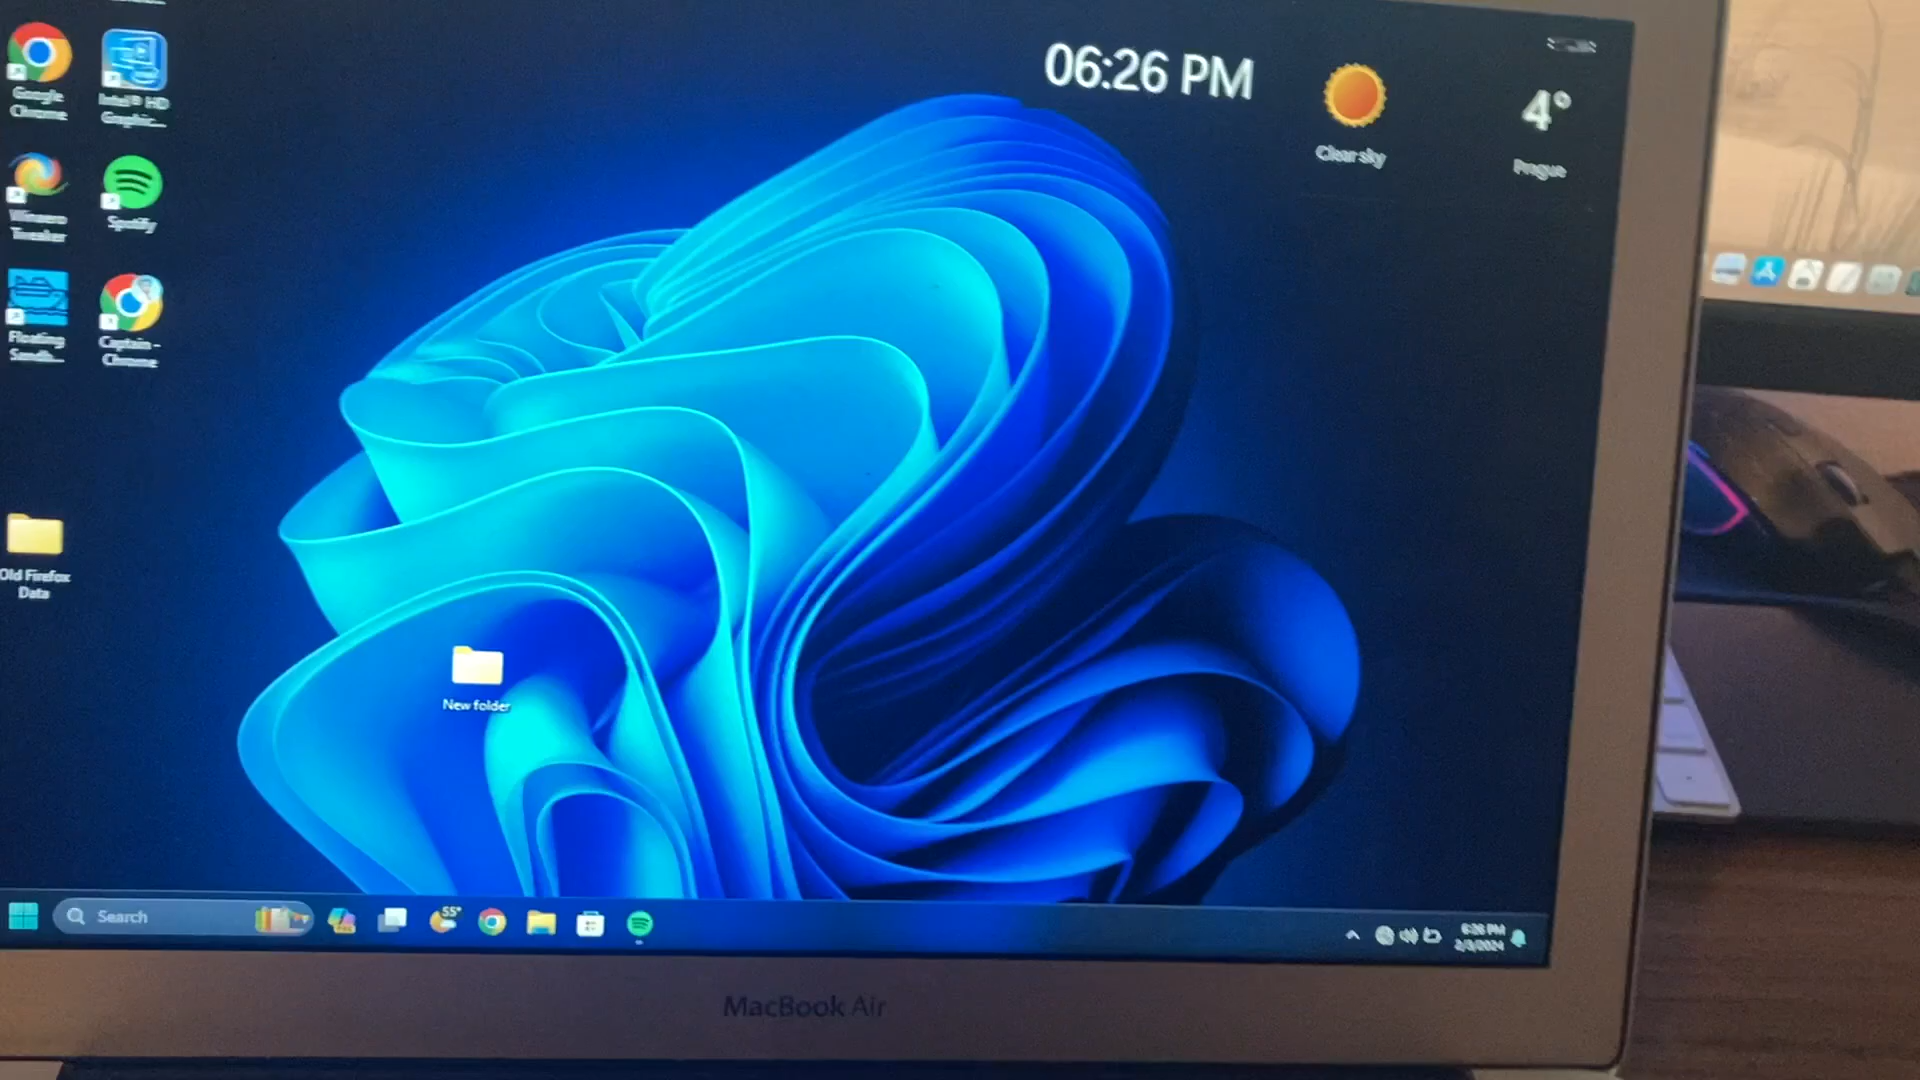 06:26 PM
Clear sky
4°
Prague
Google
Chrome
Intel® HD
Graphic...
Winaero
Tweaker
Spotify
Floating
Sandb...
Captain -
Chrome
Old Firefox
Data
New folder
Search
55°
6:26 PM
2/3/2024
MacBook Air